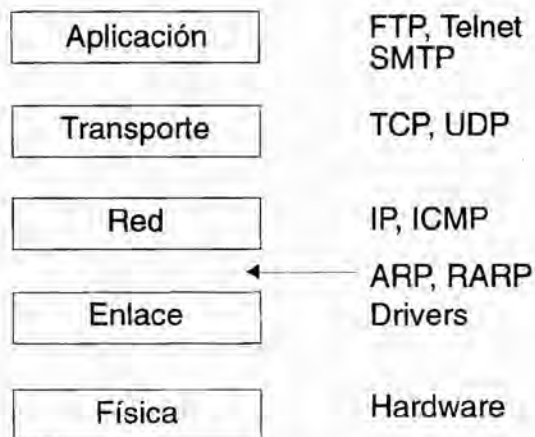 Aplicación FTP, Telnet
SMTP
Transporte TCP, UDP
Red IP, ICMP
ARP, RARP
Enlace Drivers
Física Hardware